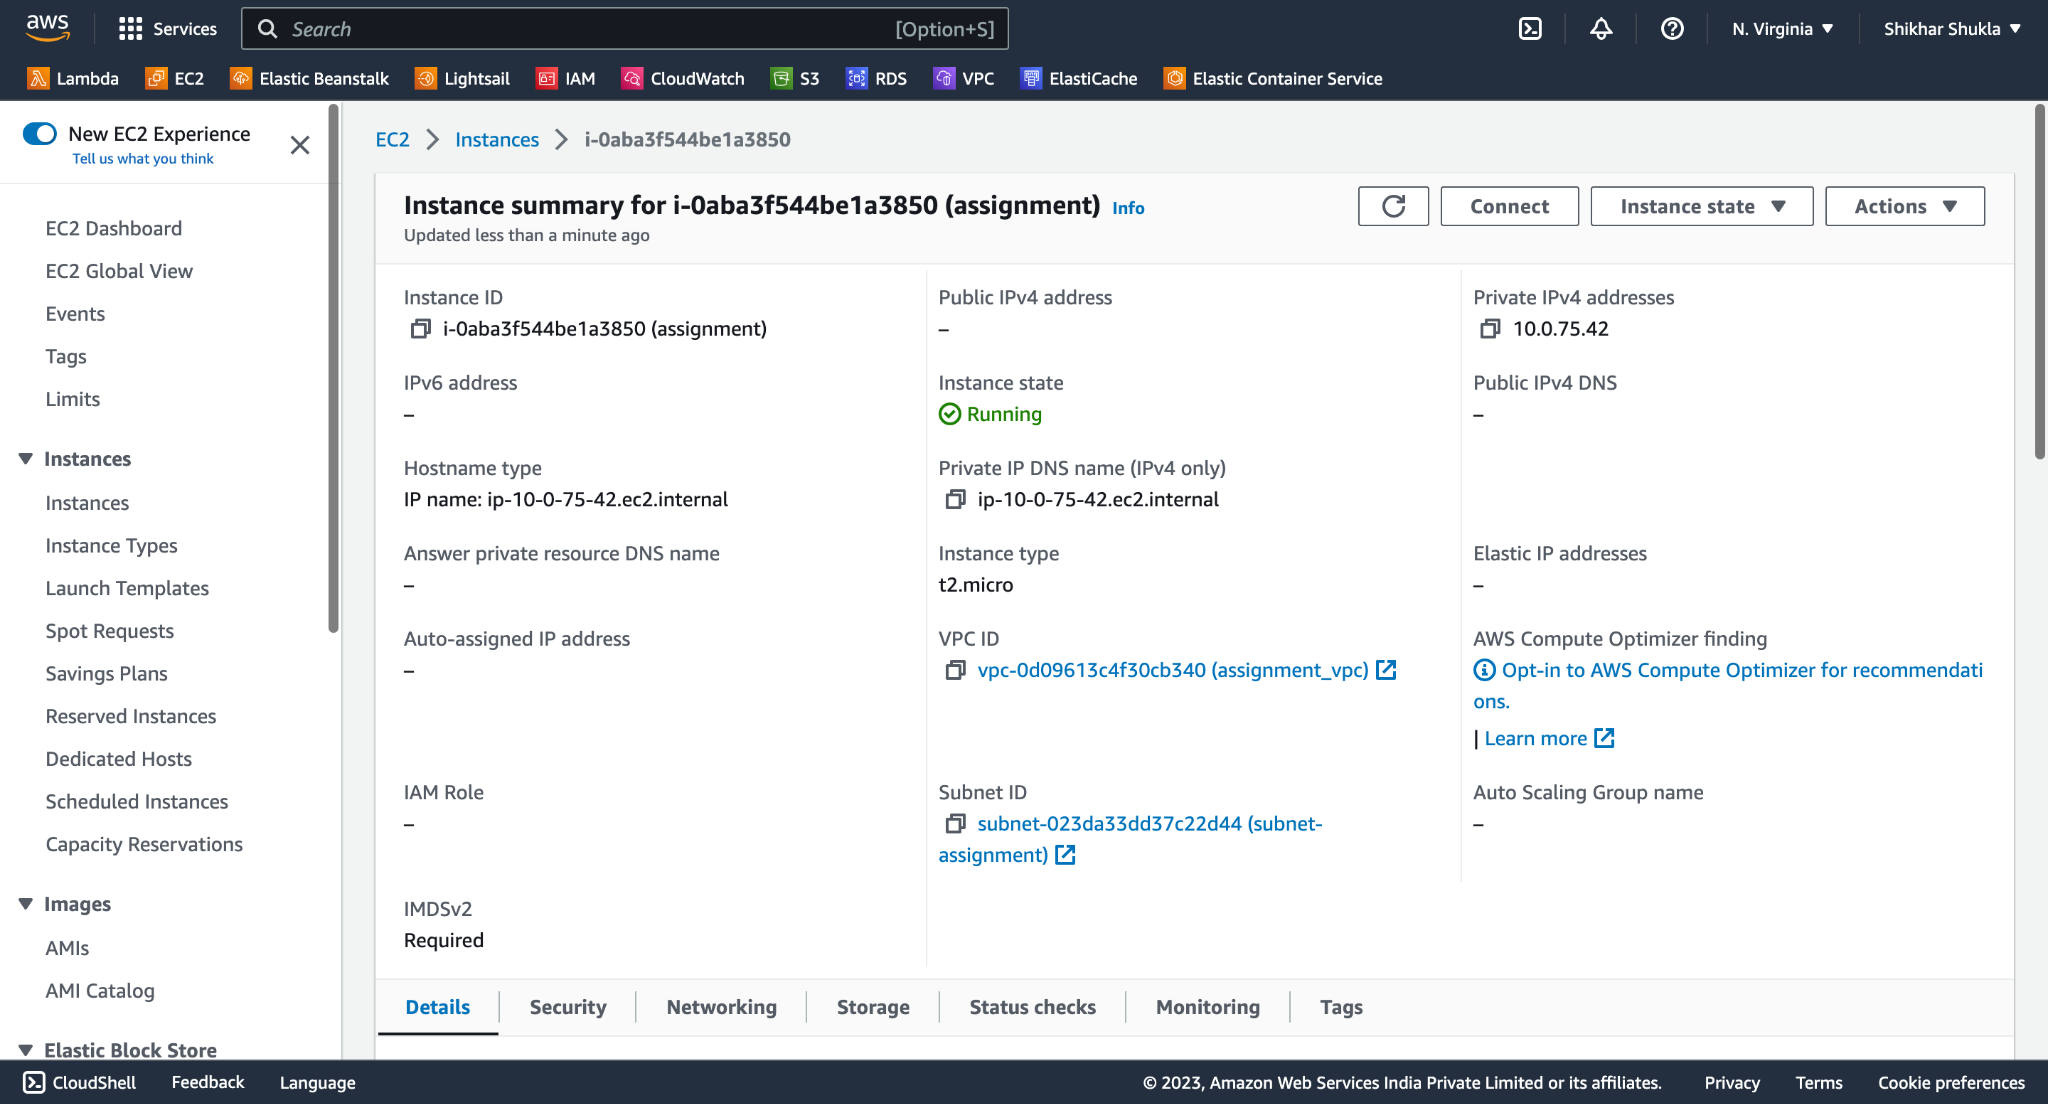 aws
Services
Search [Option+S]
N. Virginia ▼
Shikhar Shukla ▼
Lambda
EC2
Elastic Beanstalk
Lightsail
IAM
CloudWatch
S3
RDS
VPC
ElastiCache
Elastic Container Service
New EC2 Experience
Tell us what you think
EC2 Dashboard
EC2 Global View
Events
Tags
Limits
Instances
Instances
Instance Types
Launch Templates
Spot Requests
Savings Plans
Reserved Instances
Dedicated Hosts
Scheduled Instances
Capacity Reservations
Images
AMIs
AMI Catalog
Elastic Block Store
EC2 > Instances > i-0aba3f544be1a3850
Instance summary for i-0aba3f544be1a3850 (assignment) Info
Updated less than a minute ago
Connect
Instance state ▼
Actions ▼
Instance ID
i-0aba3f544be1a3850 (assignment)
Public IPv4 address
–
Private IPv4 addresses
10.0.75.42
IPv6 address
–
Instance state
Running
Public IPv4 DNS
–
Hostname type
IP name: ip-10-0-75-42.ec2.internal
Private IP DNS name (IPv4 only)
ip-10-0-75-42.ec2.internal
Answer private resource DNS name
–
Instance type
t2.micro
Elastic IP addresses
–
Auto-assigned IP address
–
VPC ID
vpc-0d09613c4f30cb340 (assignment_vpc)
AWS Compute Optimizer finding
Opt-in to AWS Compute Optimizer for recommendati
ons.
| Learn more
IAM Role
–
Subnet ID
subnet-023da33dd37c22d44 (subnet-
assignment)
Auto Scaling Group name
–
IMDSv2
Required
Details
Security
Networking
Storage
Status checks
Monitoring
Tags
CloudShell
Feedback
Language
© 2023, Amazon Web Services India Private Limited or its affiliates.
Privacy
Terms
Cookie preferences